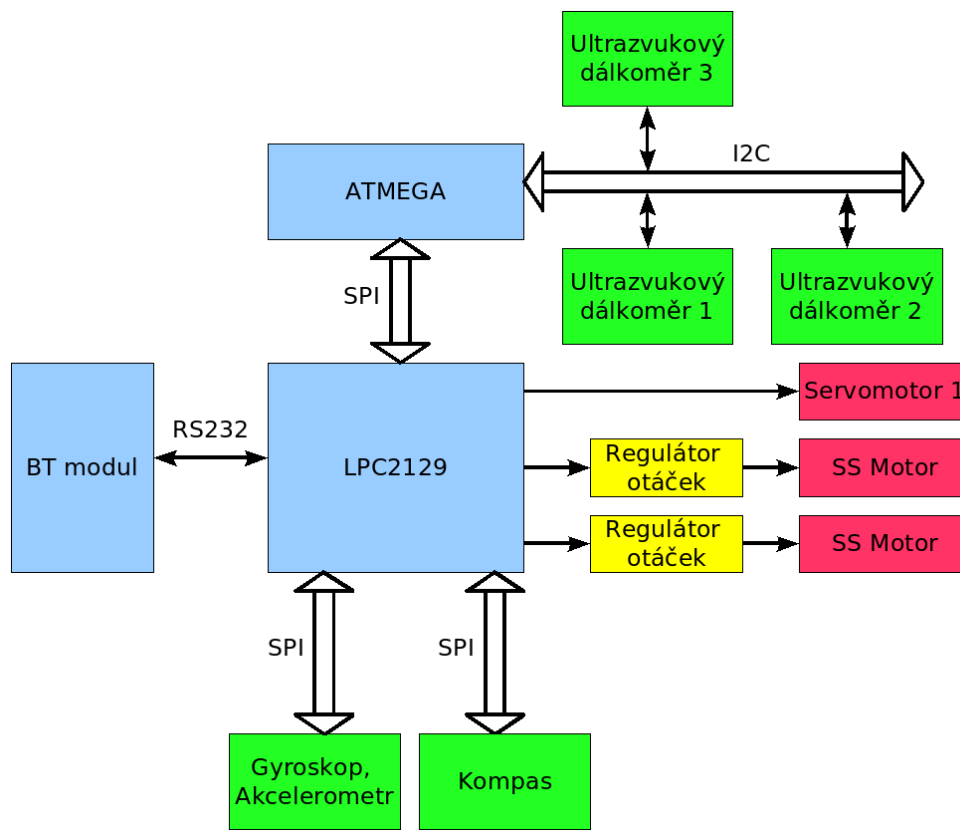 Ultrazvukový
dálkoměr 3
I2C
ATMEGA
SPI
Ultrazvukový
dálkoměr 1
Ultrazvukový
dálkoměr 2
Servomotor 1
RS232
BT modul
LPC2129
Regulátor
otáček
SS Motor
Regulátor
otáček
SS Motor
SPI
SPI
Gyroskop,
Akcelerometr
Kompas